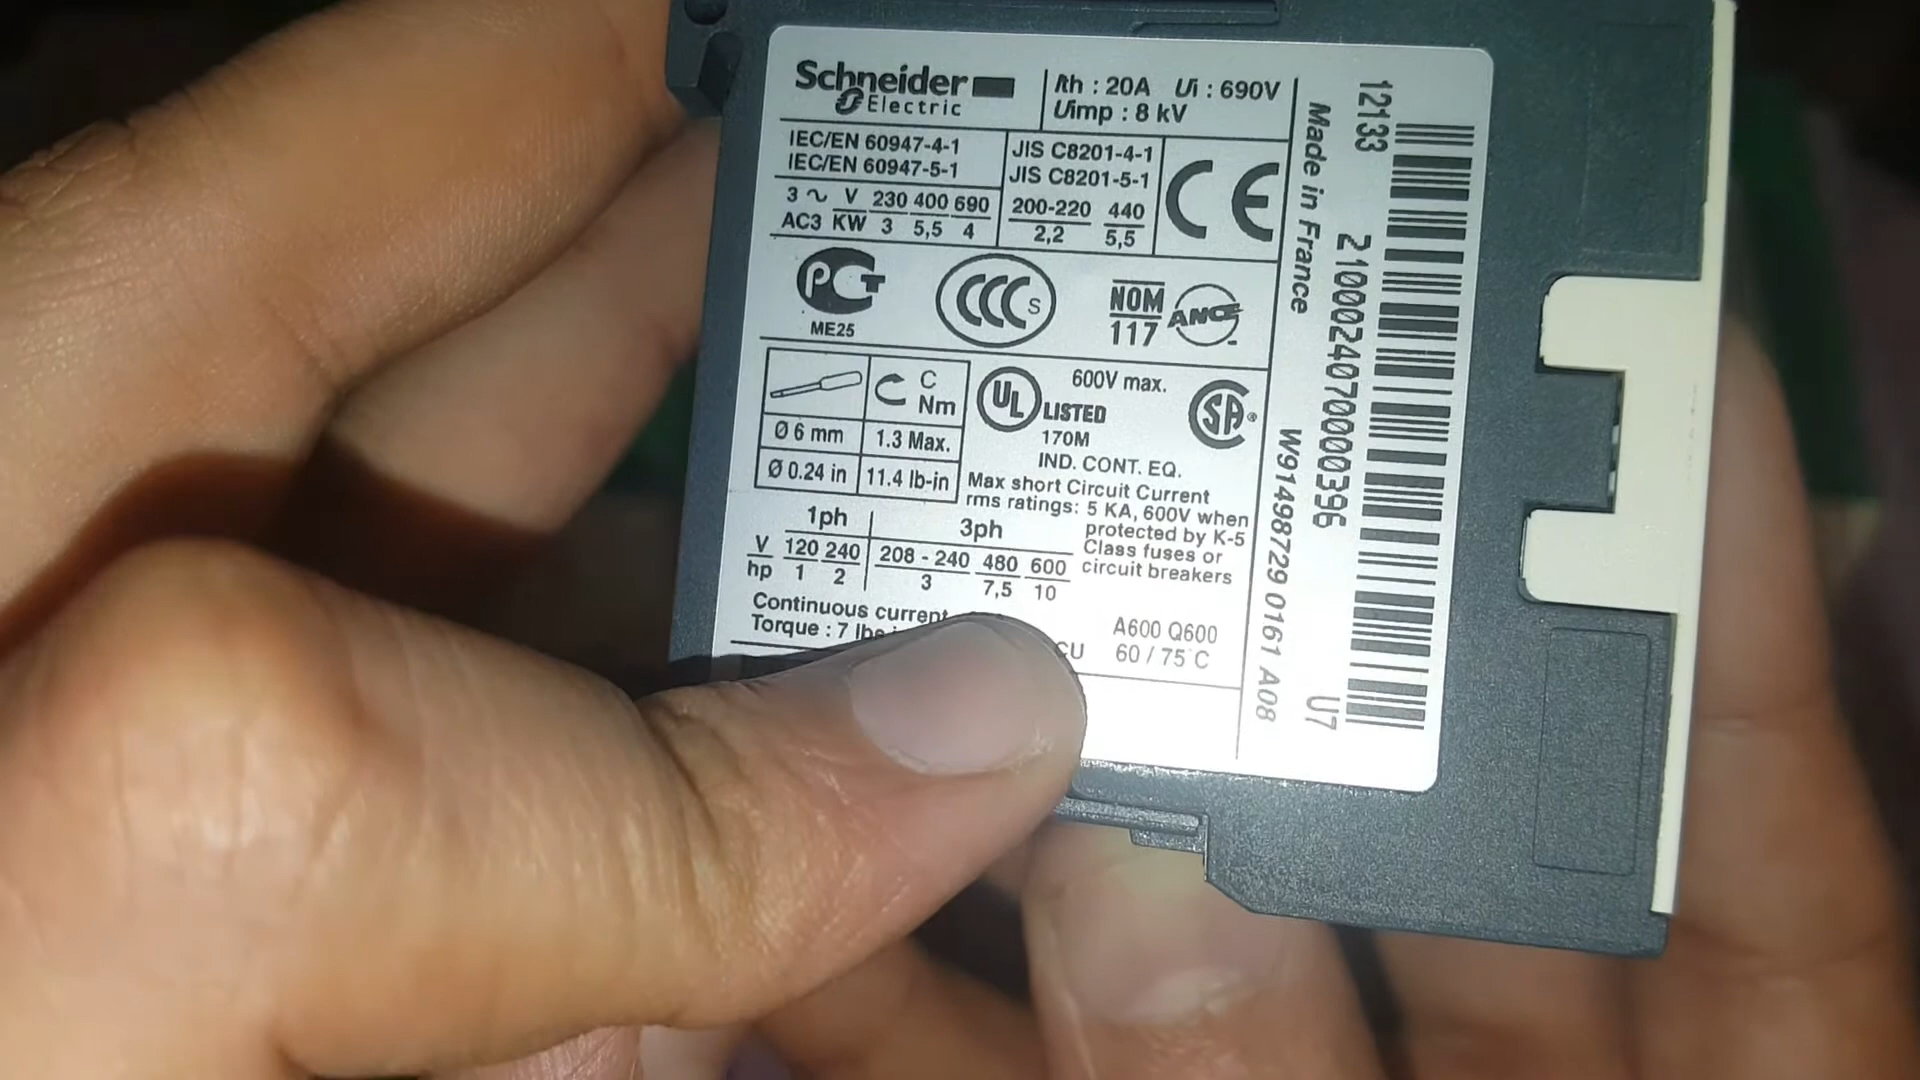 Schneider
Electric
Ith : 20A Ui : 690V
Uimp : 8 kV
IEC/EN 60947-4-1
IEC/EN 60947-5-1
JIS C8201-4-1
JIS C8201-5-1
CE
3 ~ V 230 400 690
AC3 KW 3 5,5 4
200-220 440
2,2 5,5
PCT
ME25
CCC S
NOM
117
ANCE
C
Nm
Ø 6 mm 1.3 Max.
Ø 0.24 in 11.4 lb-in
UL LISTED
600V max.
SA
170M
IND. CONT. EQ.
Max short Circuit Current
rms ratings: 5 KA, 600V when
protected by K-5
Class fuses or
circuit breakers
1ph 3ph
V 120 240 208 - 240 480 600
hp 1 2 3 7,5 10
Continuous current
Torque : 7
CU
A600 Q600
60 / 75°C
Made in France
W91498729 0161 A08
12133
21000240700000396
U7